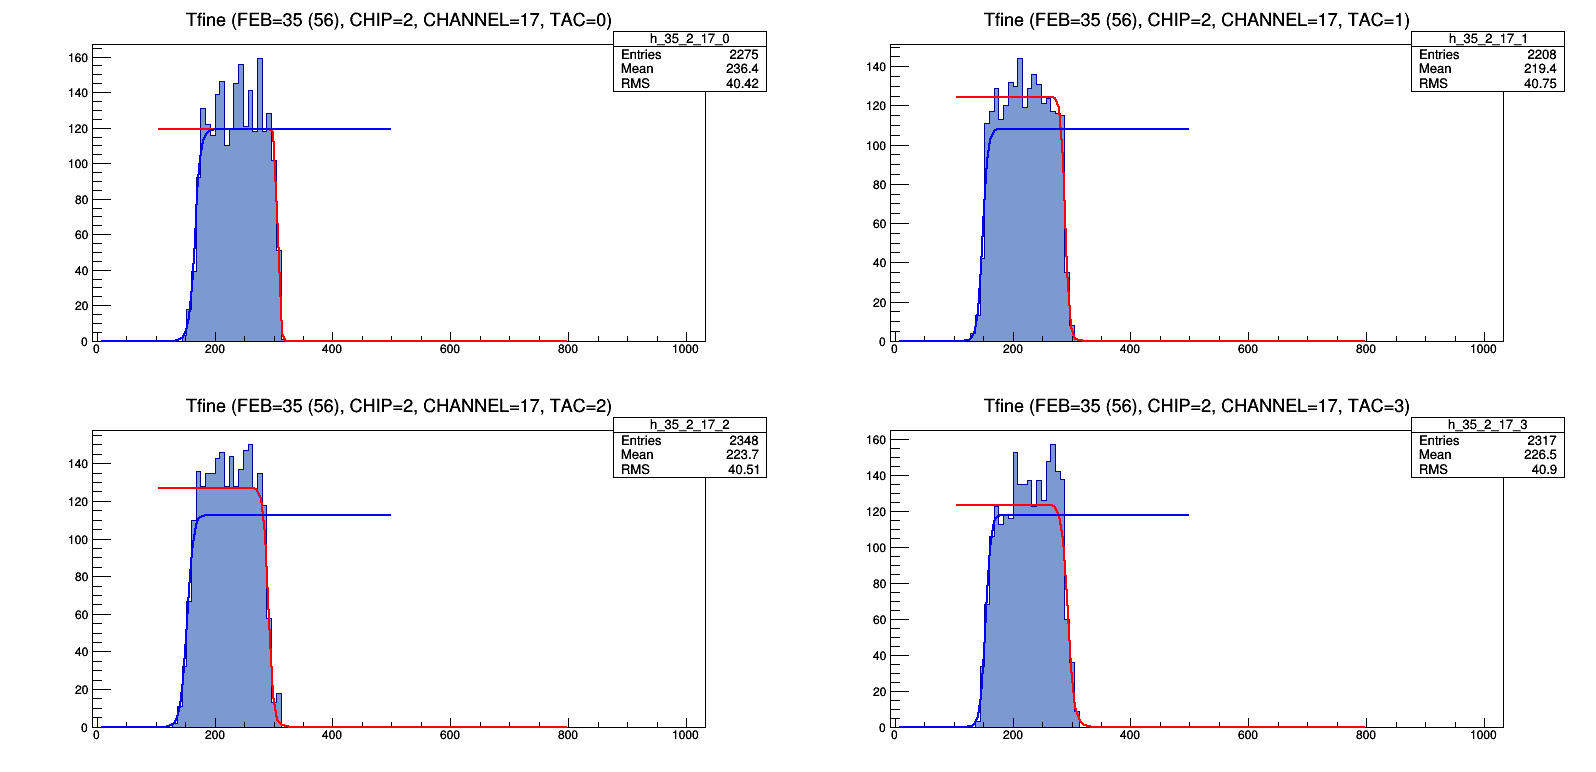 Tfine (FEB=35 (56), CHIP=2, CHANNEL=17, TAC=0)
h_35_2_17_0
Entries 2275
Mean 236.4
RMS 40.42
160
140
120
100
80
60
40
20
0
0 200 400 600 800 1000
Tfine (FEB=35 (56), CHIP=2, CHANNEL=17, TAC=1)
h_35_2_17_1
Entries 2208
Mean 219.4
RMS 40.75
140
120
100
80
60
40
20
0
0 200 400 600 800 1000
Tfine (FEB=35 (56), CHIP=2, CHANNEL=17, TAC=2)
h_35_2_17_2
Entries 2348
Mean 223.7
RMS 40.51
140
120
100
80
60
40
20
0
0 200 400 600 800 1000
Tfine (FEB=35 (56), CHIP=2, CHANNEL=17, TAC=3)
h_35_2_17_3
Entries 2317
Mean 226.5
RMS 40.9
160
140
120
100
80
60
40
20
0
0 200 400 600 800 1000